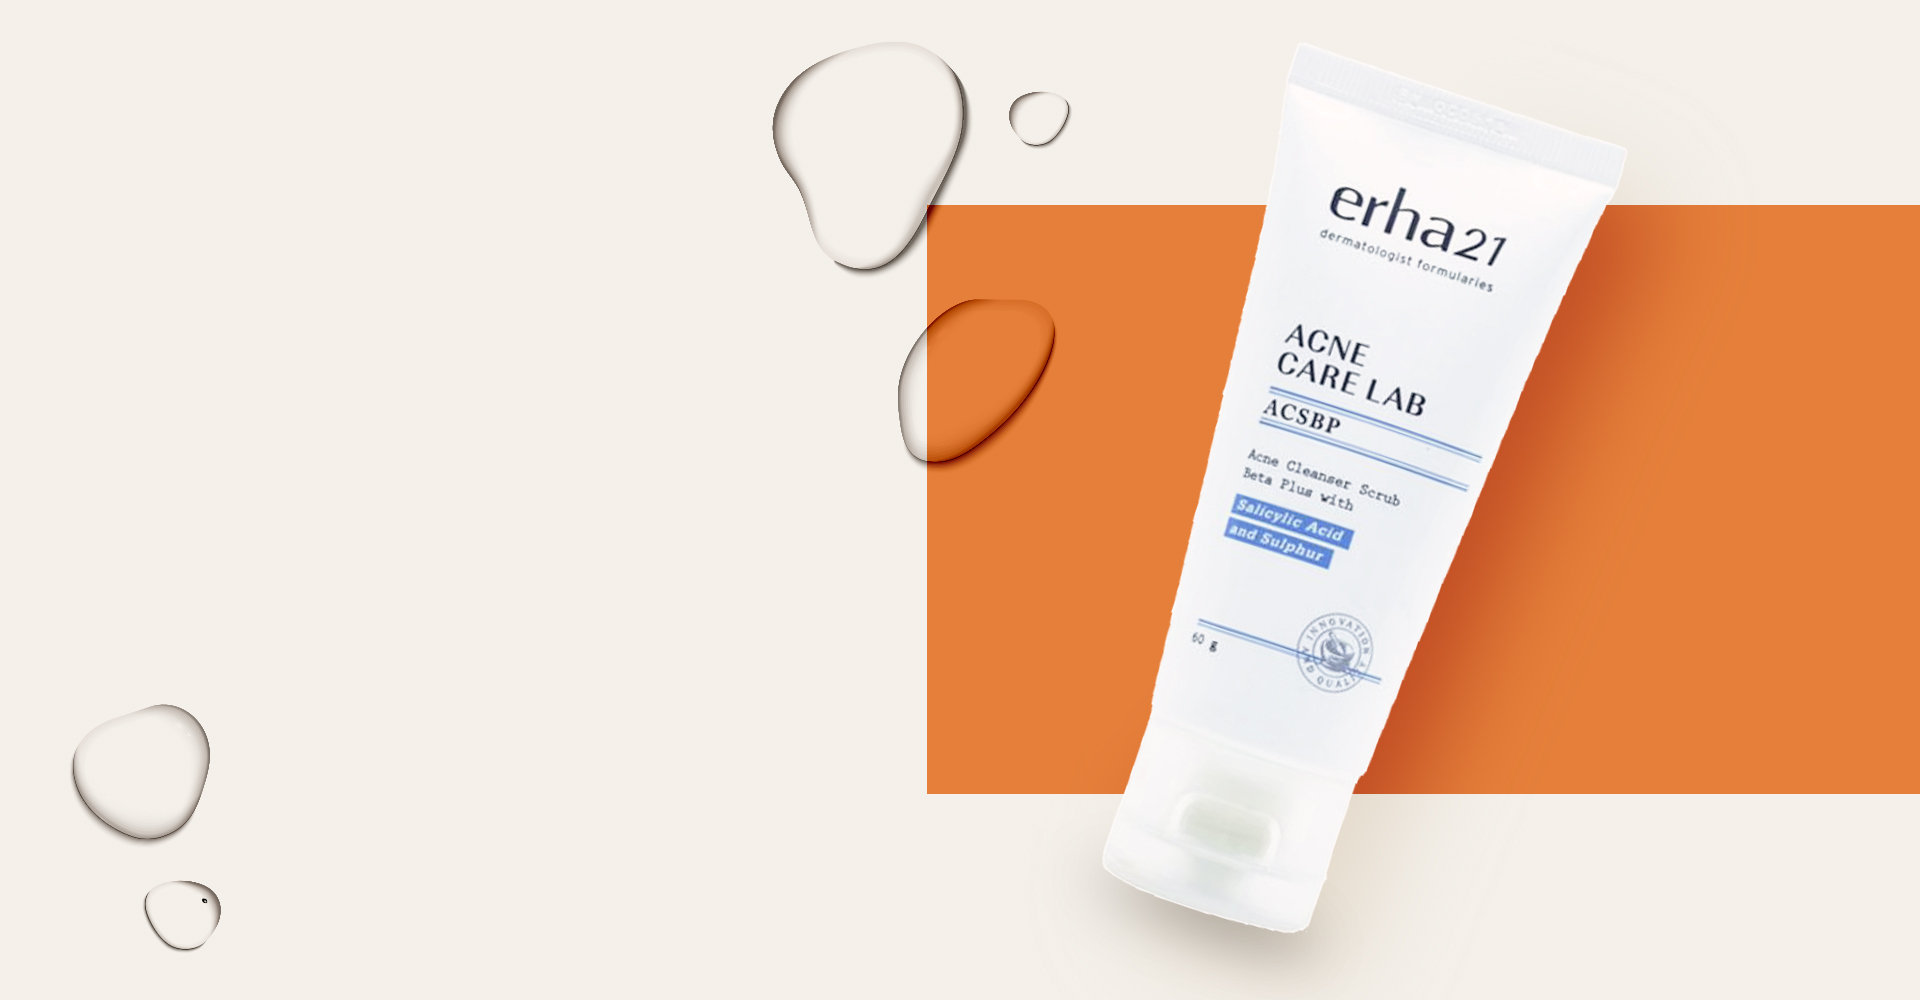 erha21
dermatologist formularies
ACNE
CARE LAB
ACSBP
Acne Cleanser Scrub
Beta Plus with
Salicylic Acid
and Sulphur
60 g
INNOVATION
AND QUALITY